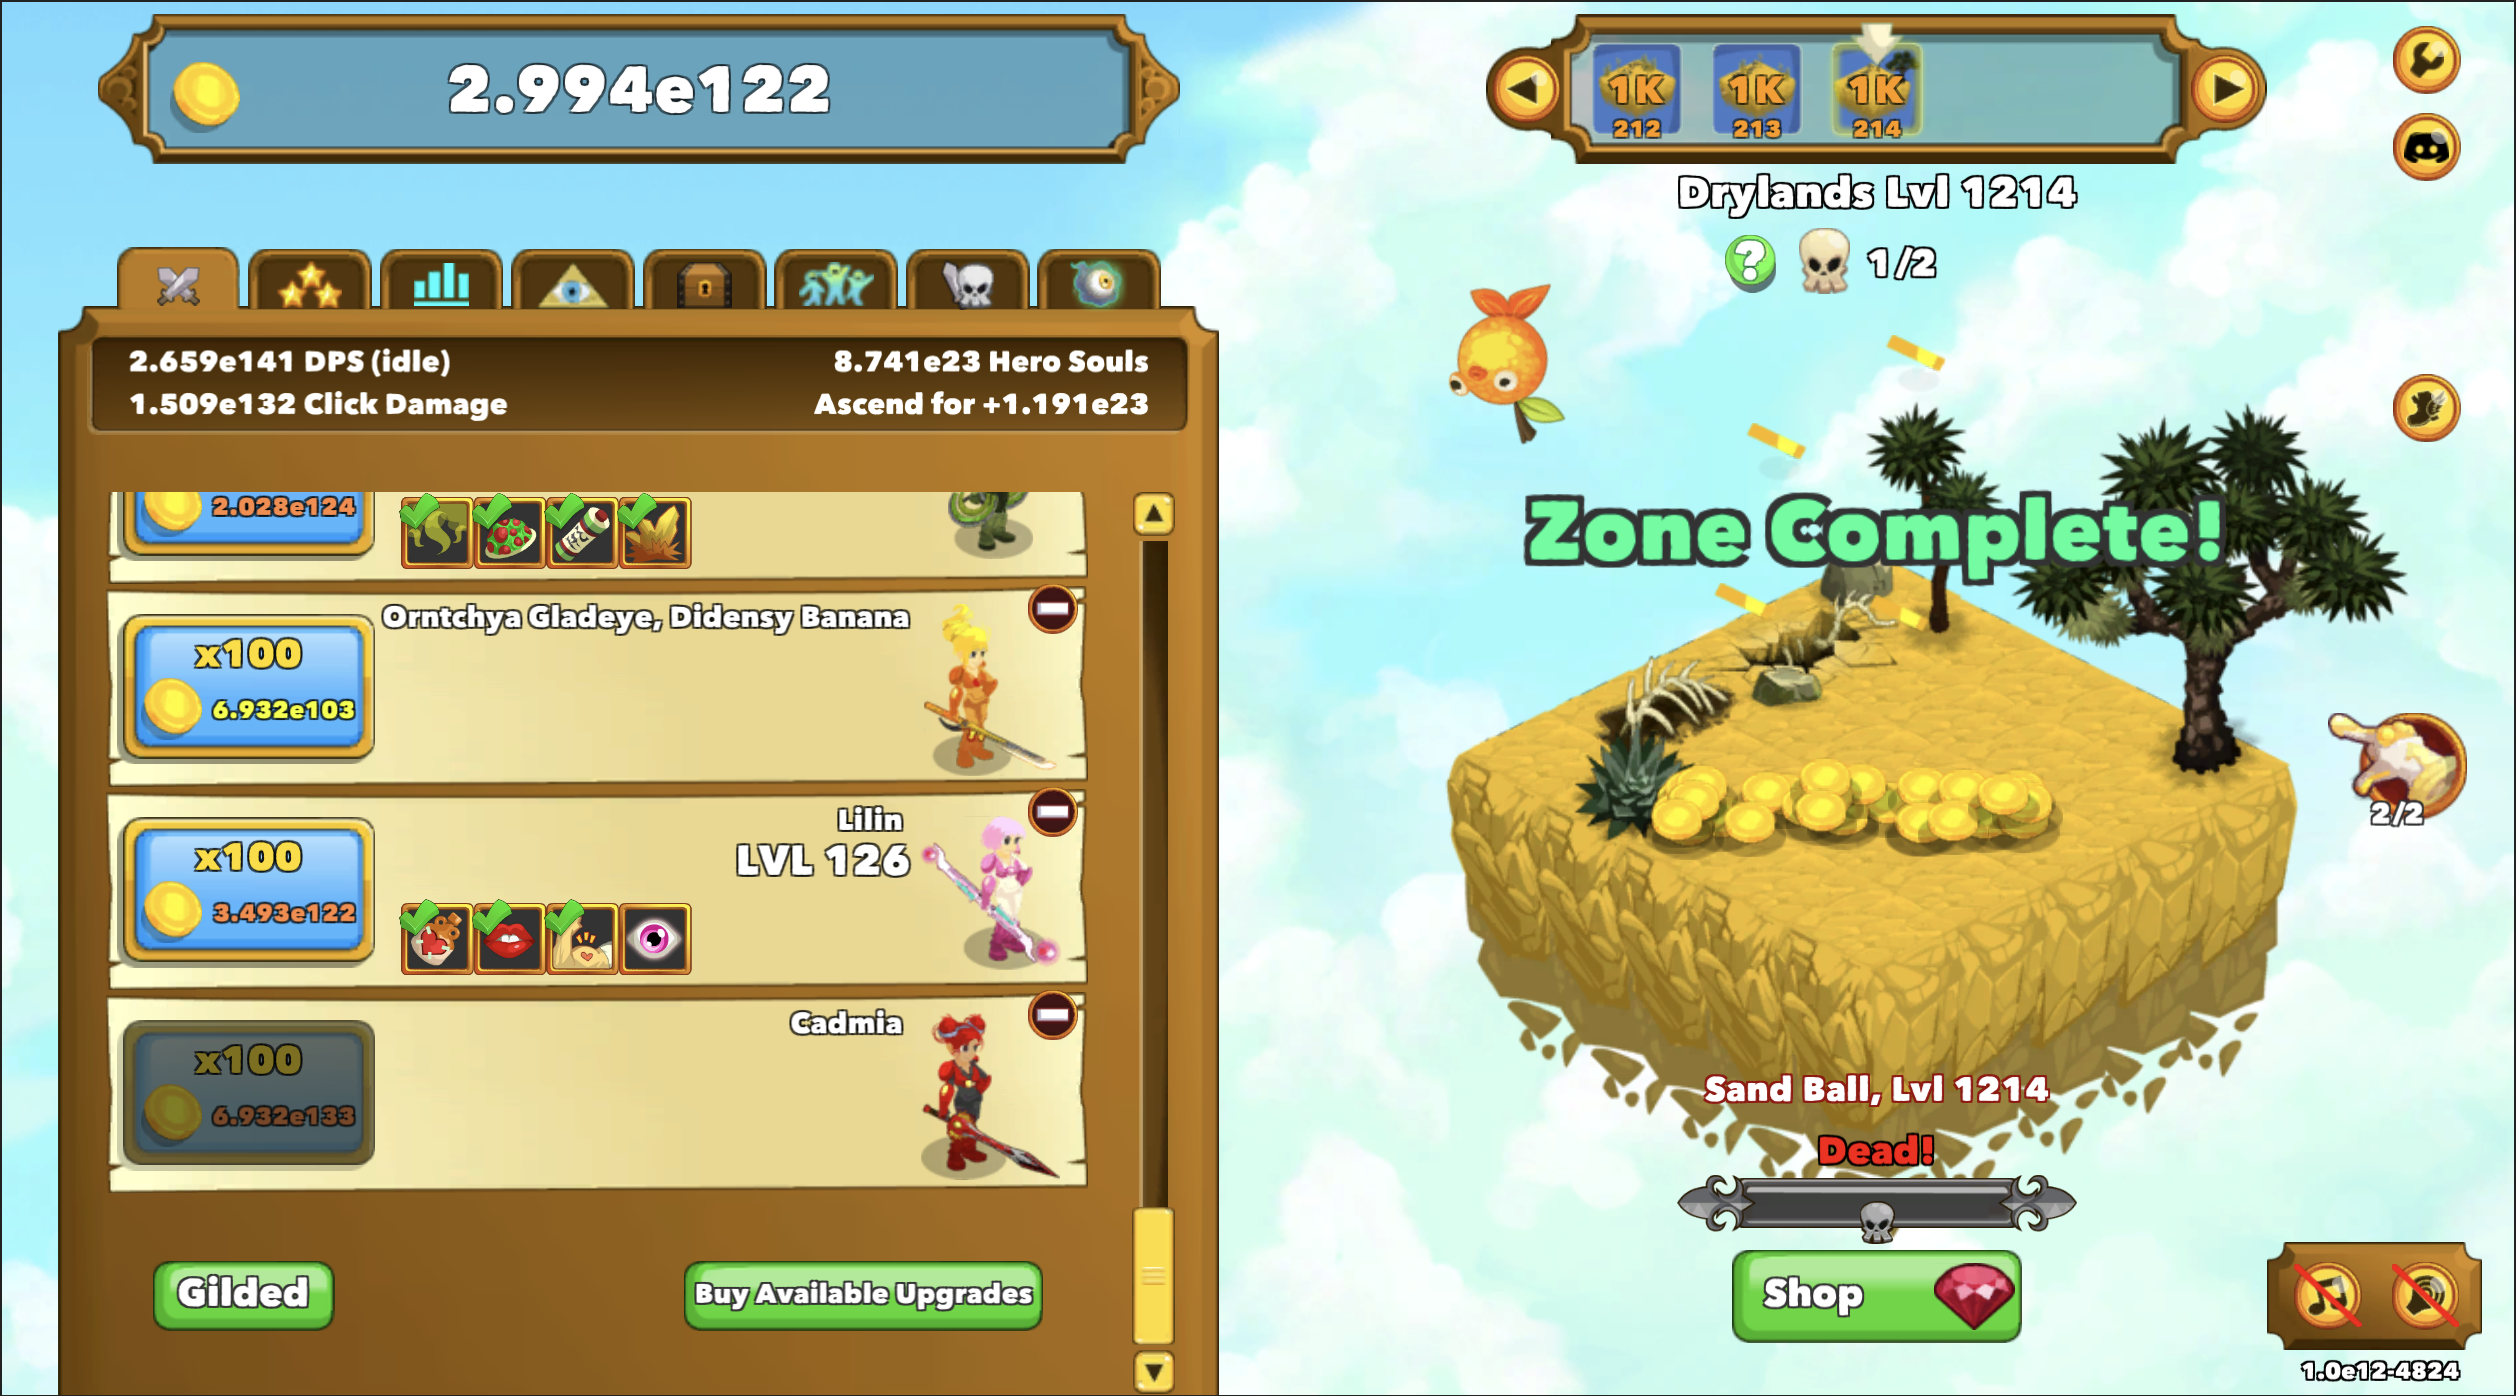 2.994e122
1K
212
1K
213
1K
214
Drylands Lvl 1214
1/2
2.659e141 DPS (idle)
8.741e23 Hero Souls
1.509e132 Click Damage
Ascend for +1.191e23
2.028e124
Orntchya Gladeye, Didensy Banana
x100
6.932e103
Lilin
LVL 126
x100
3.493e122
Cadmia
x100
6.932e133
Gilded
Buy Available Upgrades
Zone Complete!
2/2
Sand Ball, Lvl 1214
Dead!
Shop
1.0e12-4824